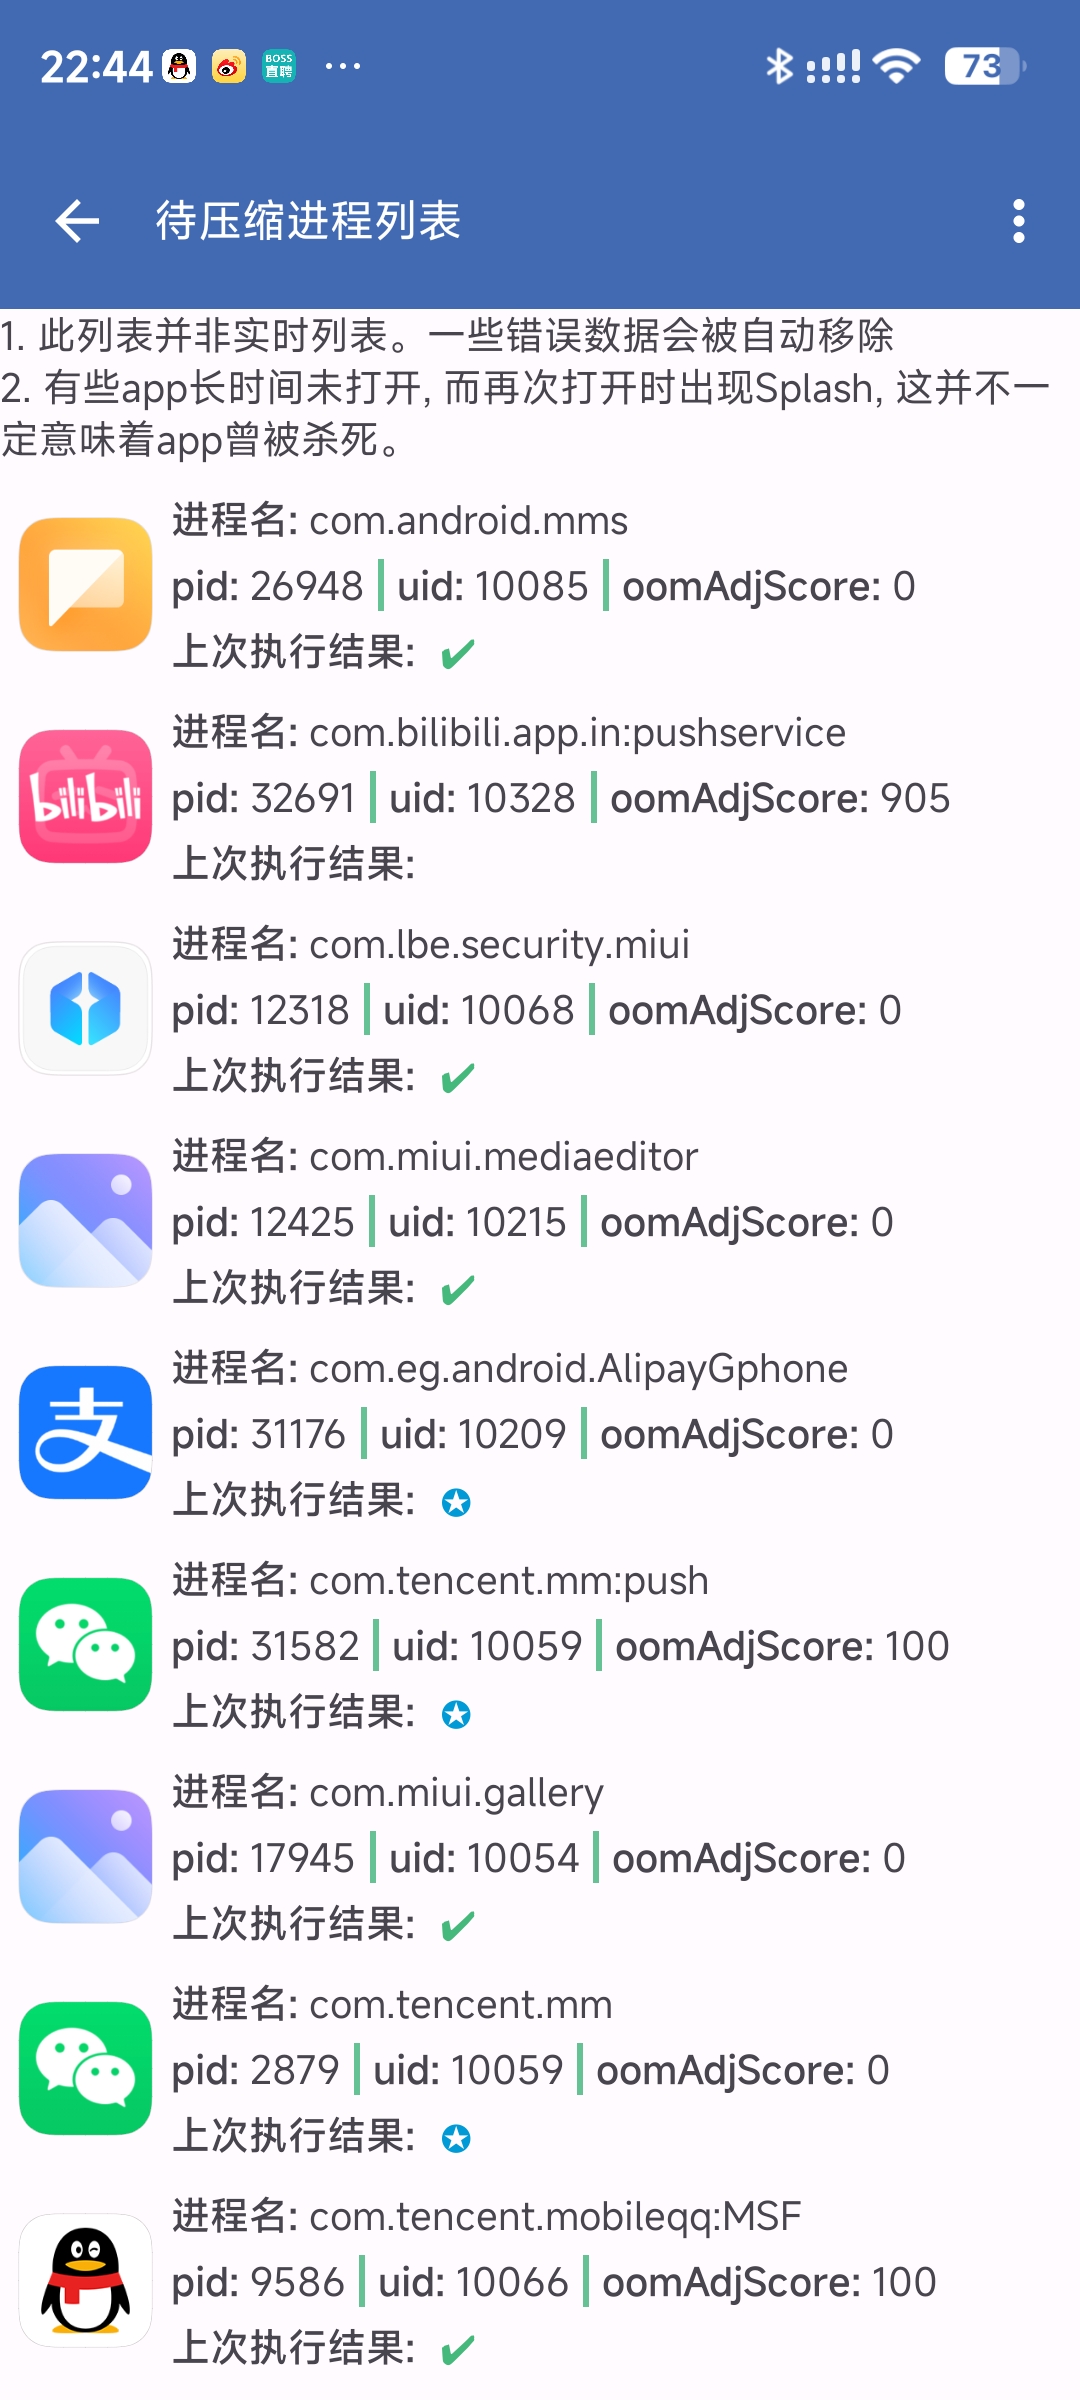 22:44 BOSS直聘 ··· 73
待压缩进程列表
1. 此列表并非实时列表。一些错误数据会被自动移除
2. 有些app长时间未打开, 而再次打开时出现Splash, 这并不一
定意味着app曾被杀死。
进程名: com.android.mms
pid: 26948 uid: 10085 oomAdjScore: 0
上次执行结果: ✔
bilibili
进程名: com.bilibili.app.in:pushservice
pid: 32691 uid: 10328 oomAdjScore: 905
上次执行结果:
进程名: com.lbe.security.miui
pid: 12318 uid: 10068 oomAdjScore: 0
上次执行结果: ✔
进程名: com.miui.mediaeditor
pid: 12425 uid: 10215 oomAdjScore: 0
上次执行结果: ✔
支
进程名: com.eg.android.AlipayGphone
pid: 31176 uid: 10209 oomAdjScore: 0
上次执行结果: ✪
进程名: com.tencent.mm:push
pid: 31582 uid: 10059 oomAdjScore: 100
上次执行结果: ✪
进程名: com.miui.gallery
pid: 17945 uid: 10054 oomAdjScore: 0
上次执行结果: ✔
进程名: com.tencent.mm
pid: 2879 uid: 10059 oomAdjScore: 0
上次执行结果: ✪
进程名: com.tencent.mobileqq:MSF
pid: 9586 uid: 10066 oomAdjScore: 100
上次执行结果: ✔